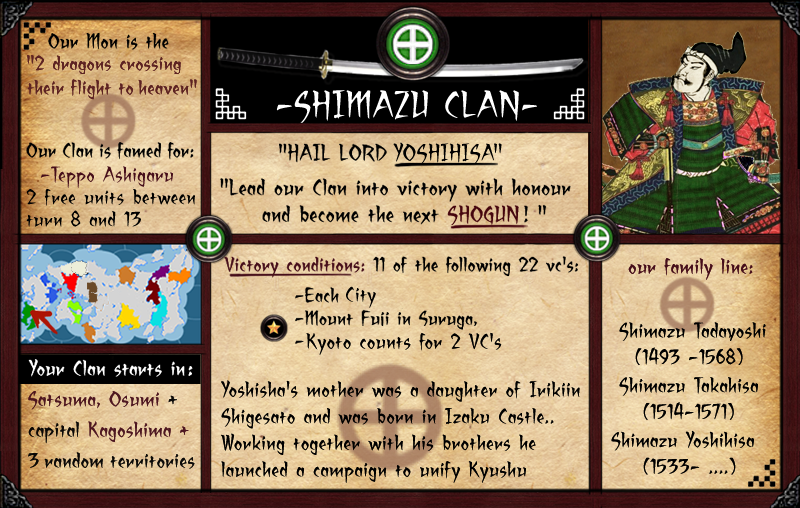 Our Mon is the
"2 dragons crossing
their flight to heaven"
Our Clan is famed for:
-Teppo Ashigaru
2 free units between
turn 8 and 13
-SHIMAZU CLAN-
"HAIL LORD YOSHIHISA"
"Lead our Clan into victory with honour
and become the next SHOGUN! "
Your Clan starts in:
Satsuma, Osumi +
capital Kagoshima +
3 random territories
Victory conditions: 11 of the following 22 vc's:
-Each City
-Mount Fuji in Suruga,
-Kyoto counts for 2 VC's
Yoshisha's mother was a daughter of Irikiin
Shigesato and was born in Izaku Castle..
Working together with his brothers he
launched a campaign to unify Kyushu
our family line:
Shimazu Tadayoshi
(1493 -1568)
Shimazu Takahisa
(1514-1571)
Shimazu Yoshihisa
(1533- ....)